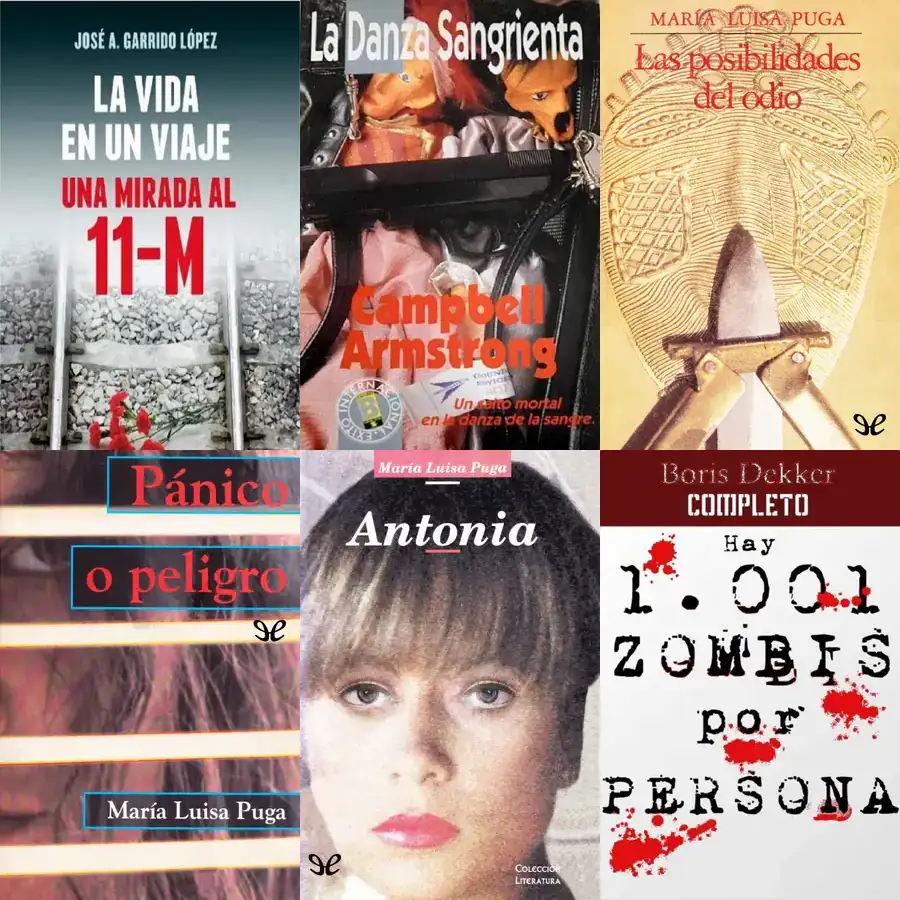 JOSÉ A. GARRIDO LÓPEZ
LA VIDA
EN UN VIAJE
UNA MIRADA AL
11-M
La Danza Sangrienta
Campbell
Armstrong
INTERNACIONAL
B
EXITO
Un salto mortal
en la danza de la sangre.
MARÍA LUISA PUGA
Las posibilidades
del odio
Pánico
o peligro
María Luisa Puga
María Luisa Puga
Antonia
COLECCIÓN
LITERATURA
Boris Dekker
COMPLETO
Hay
1.001
ZOMBIS
por
PERSONA